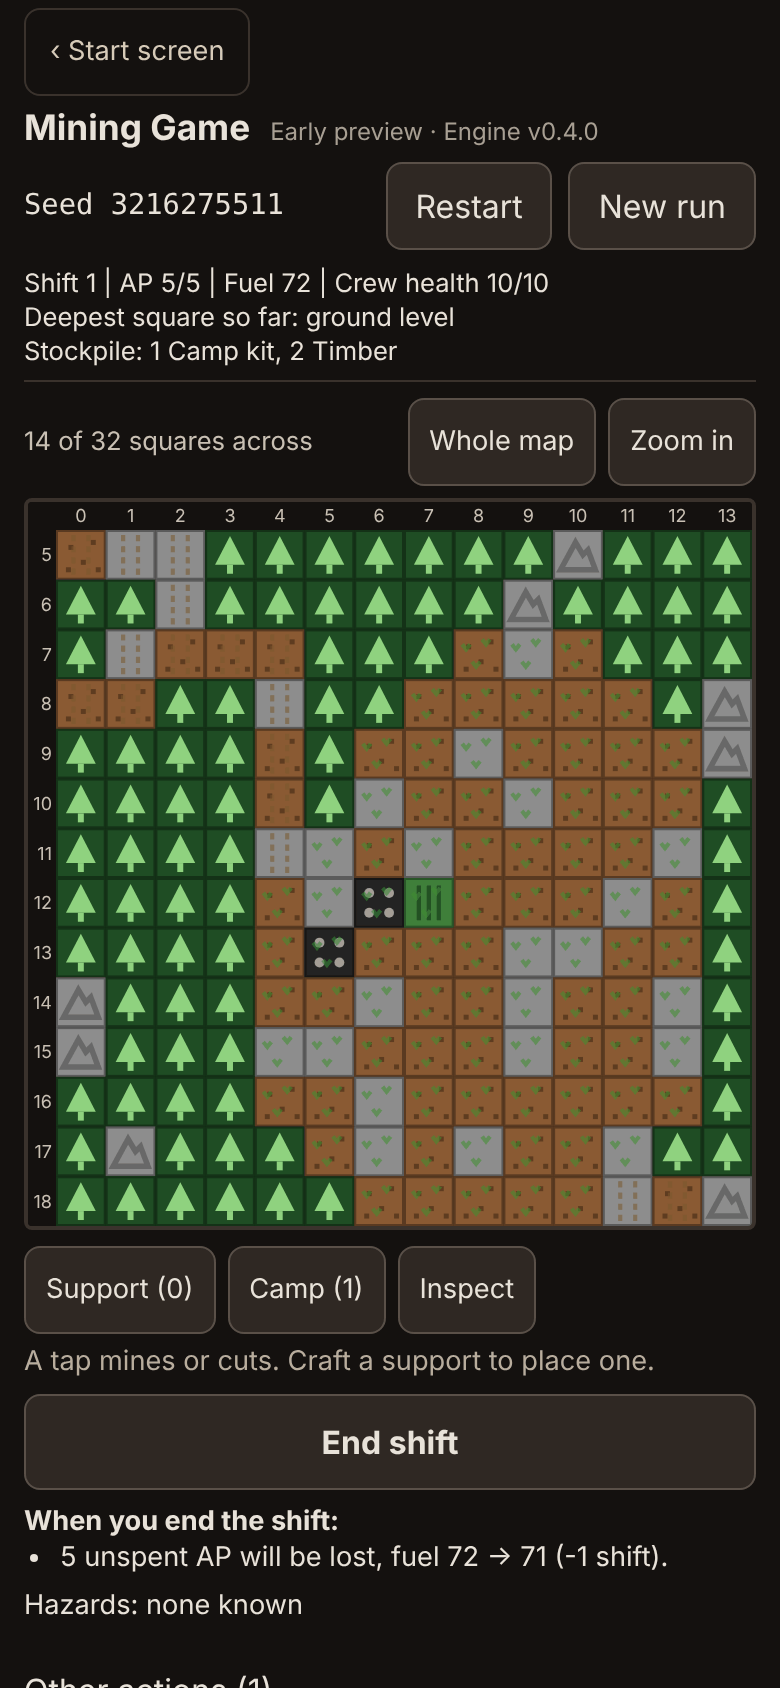 ‹ Start screen
Mining Game Early preview · Engine v0.4.0
Seed 3216275511 Restart New run
Shift 1 | AP 5/5 | Fuel 72 | Crew health 10/10
Deepest square so far: ground level
Stockpile: 1 Camp kit, 2 Timber
14 of 32 squares across Whole map Zoom in
0 1 2 3 4 5 6 7 8 9 10 11 12 13
5
6
7
8
9
10
11
12
13
14
15
16
17
18
Support (0) Camp (1) Inspect
A tap mines or cuts. Craft a support to place one.
End shift
When you end the shift:
• 5 unspent AP will be lost, fuel 72 → 71 (-1 shift).
Hazards: none known
Other actions (1)